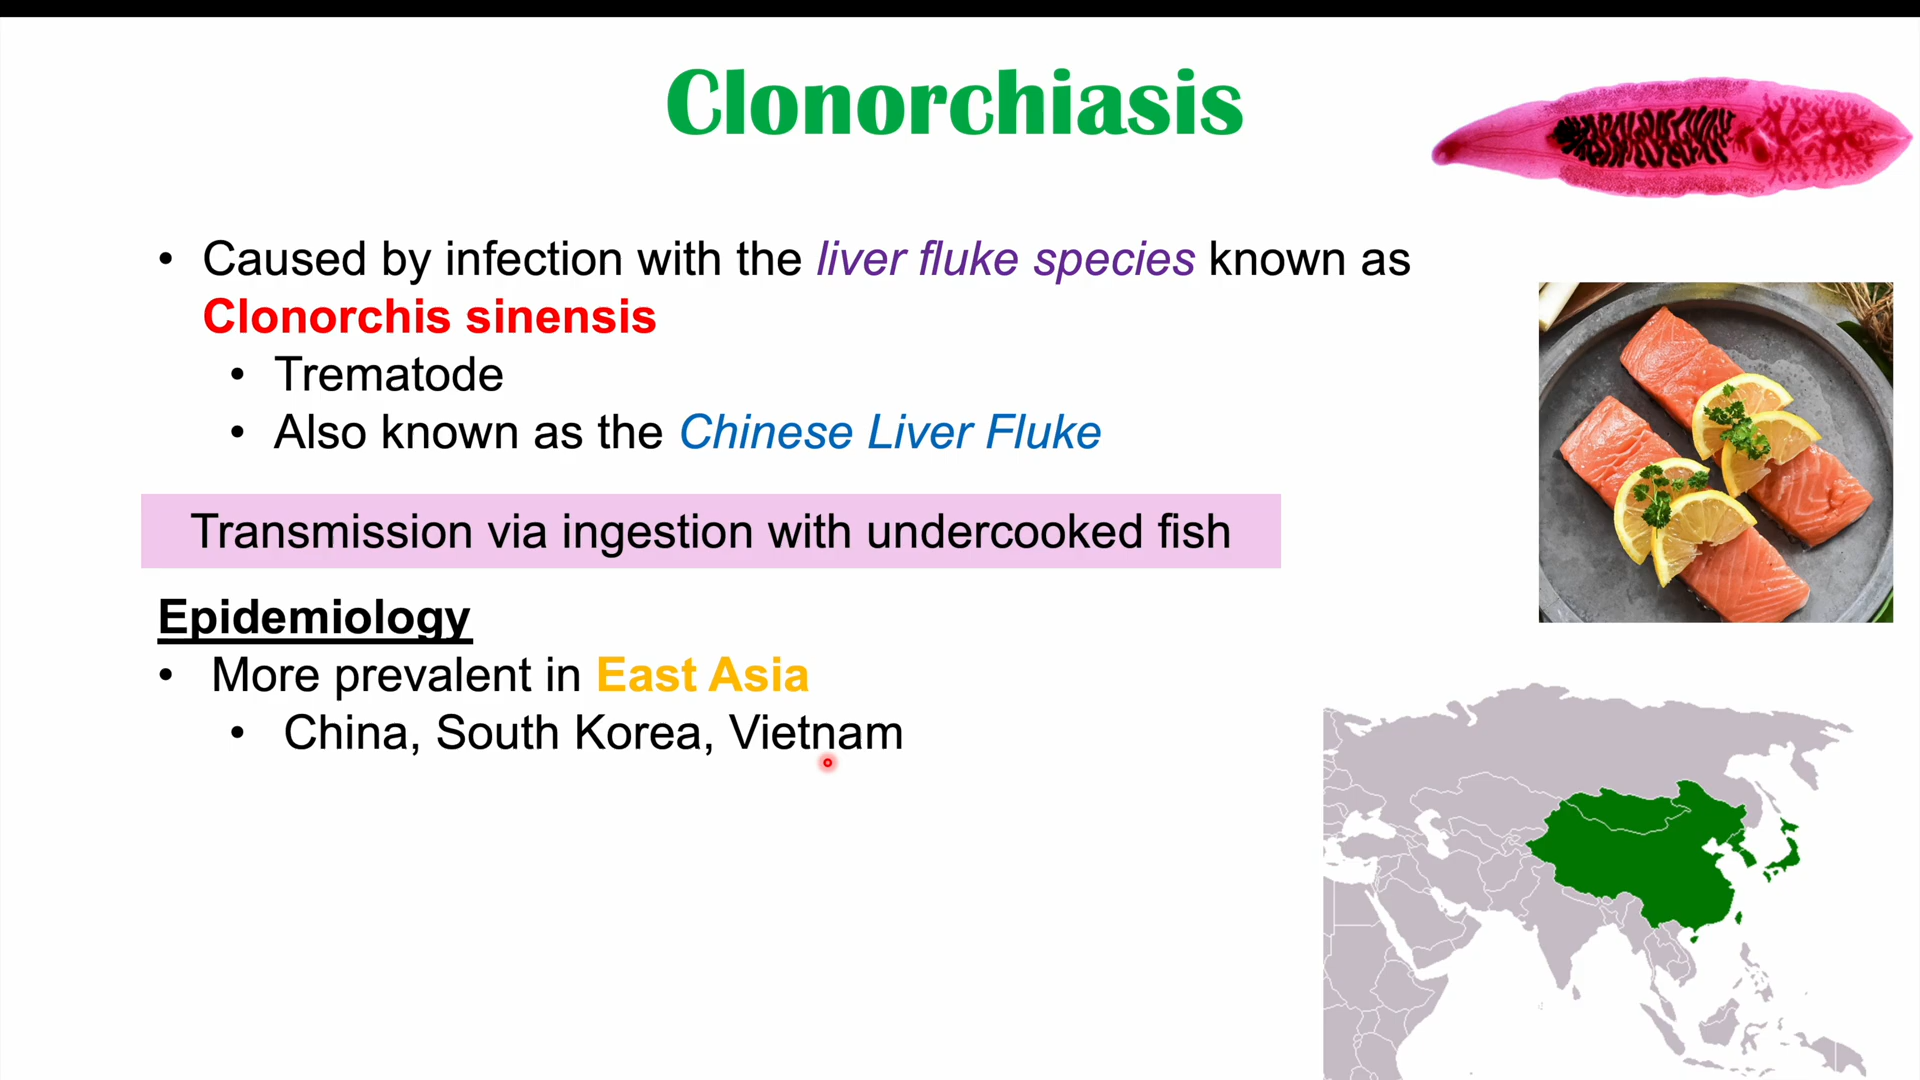 Clonorchiasis
• Caused by infection with the liver fluke species known as
Clonorchis sinensis
• Trematode
• Also known as the Chinese Liver Fluke
Transmission via ingestion with undercooked fish
Epidemiology
• More prevalent in East Asia
• China, South Korea, Vietnam